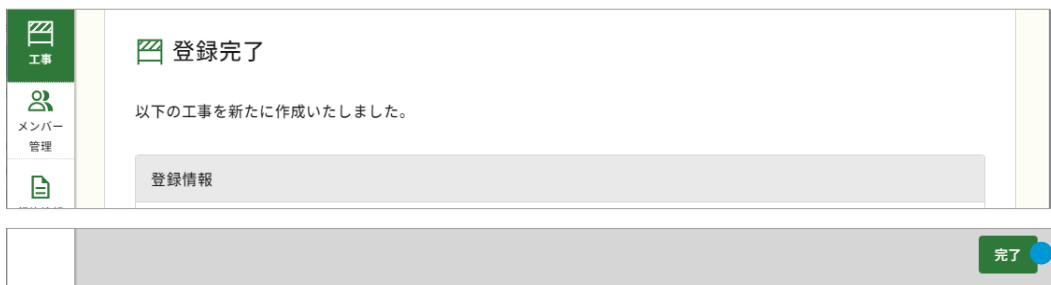 工事
登録完了
以下の工事を新たに作成いたしました。
メンバー
管理
登録情報
完了